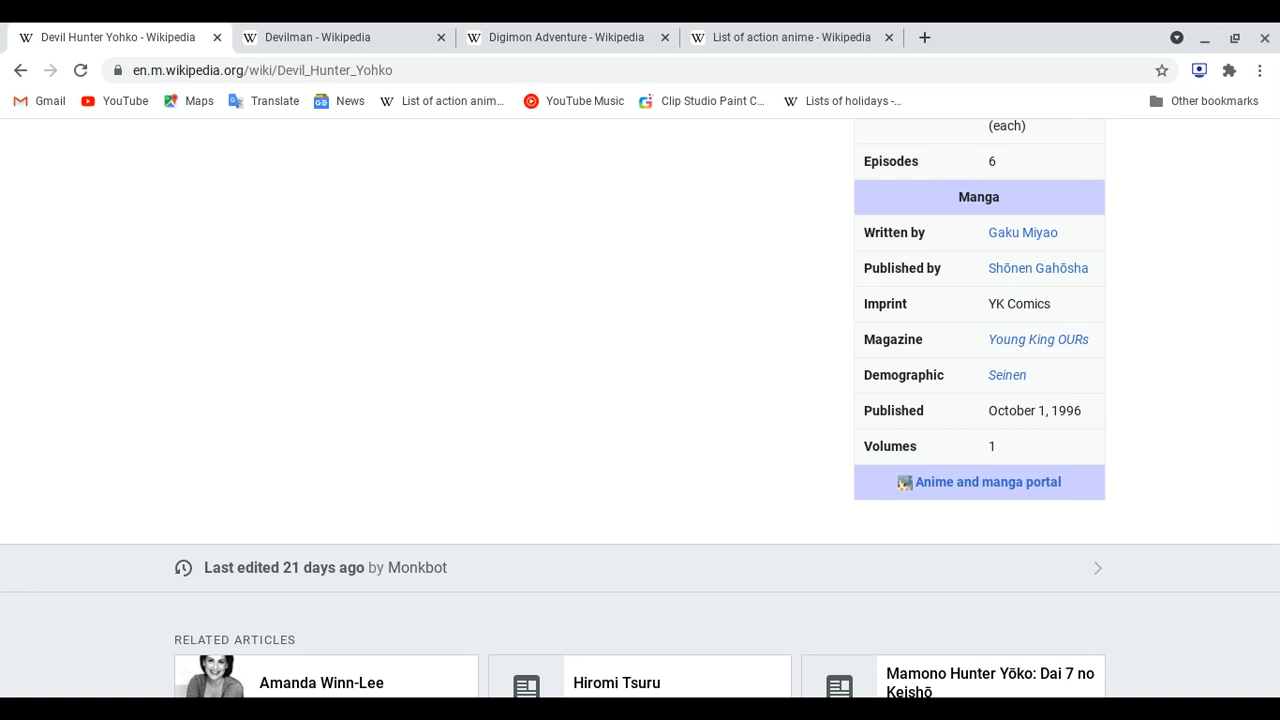 Devil Hunter Yohko - Wikipedia
Devilman - Wikipedia
Digimon Adventure - Wikipedia
List of action anime - Wikipedia
en.m.wikipedia.org/wiki/Devil_Hunter_Yohko
Gmail
YouTube
Maps
Translate
News
List of action anim...
YouTube Music
Clip Studio Paint C...
Lists of holidays -...
Other bookmarks
(each)
Episodes 6
Manga
Written by Gaku Miyao
Published by Shōnen Gahōsha
Imprint YK Comics
Magazine Young King OURs
Demographic Seinen
Published October 1, 1996
Volumes 1
Anime and manga portal
Last edited 21 days ago by Monkbot
RELATED ARTICLES
Amanda Winn-Lee
Hiromi Tsuru
Mamono Hunter Yōko: Dai 7 no
Keishō